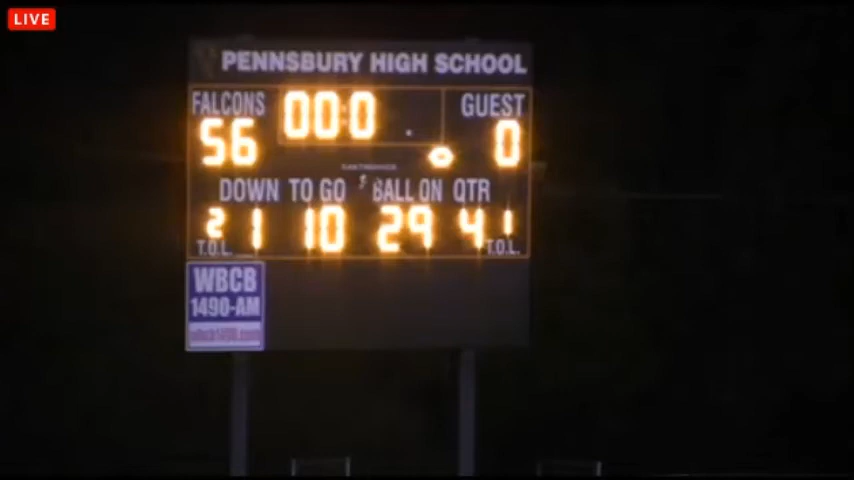 LIVE
PENNSBURY HIGH SCHOOL
FALCONS 00:0 GUEST
56 0
DOWN TO GO BALL ON QTR
2 1 10 29 4 1
T.O.L. T.O.L.
WBCB
1490-AM